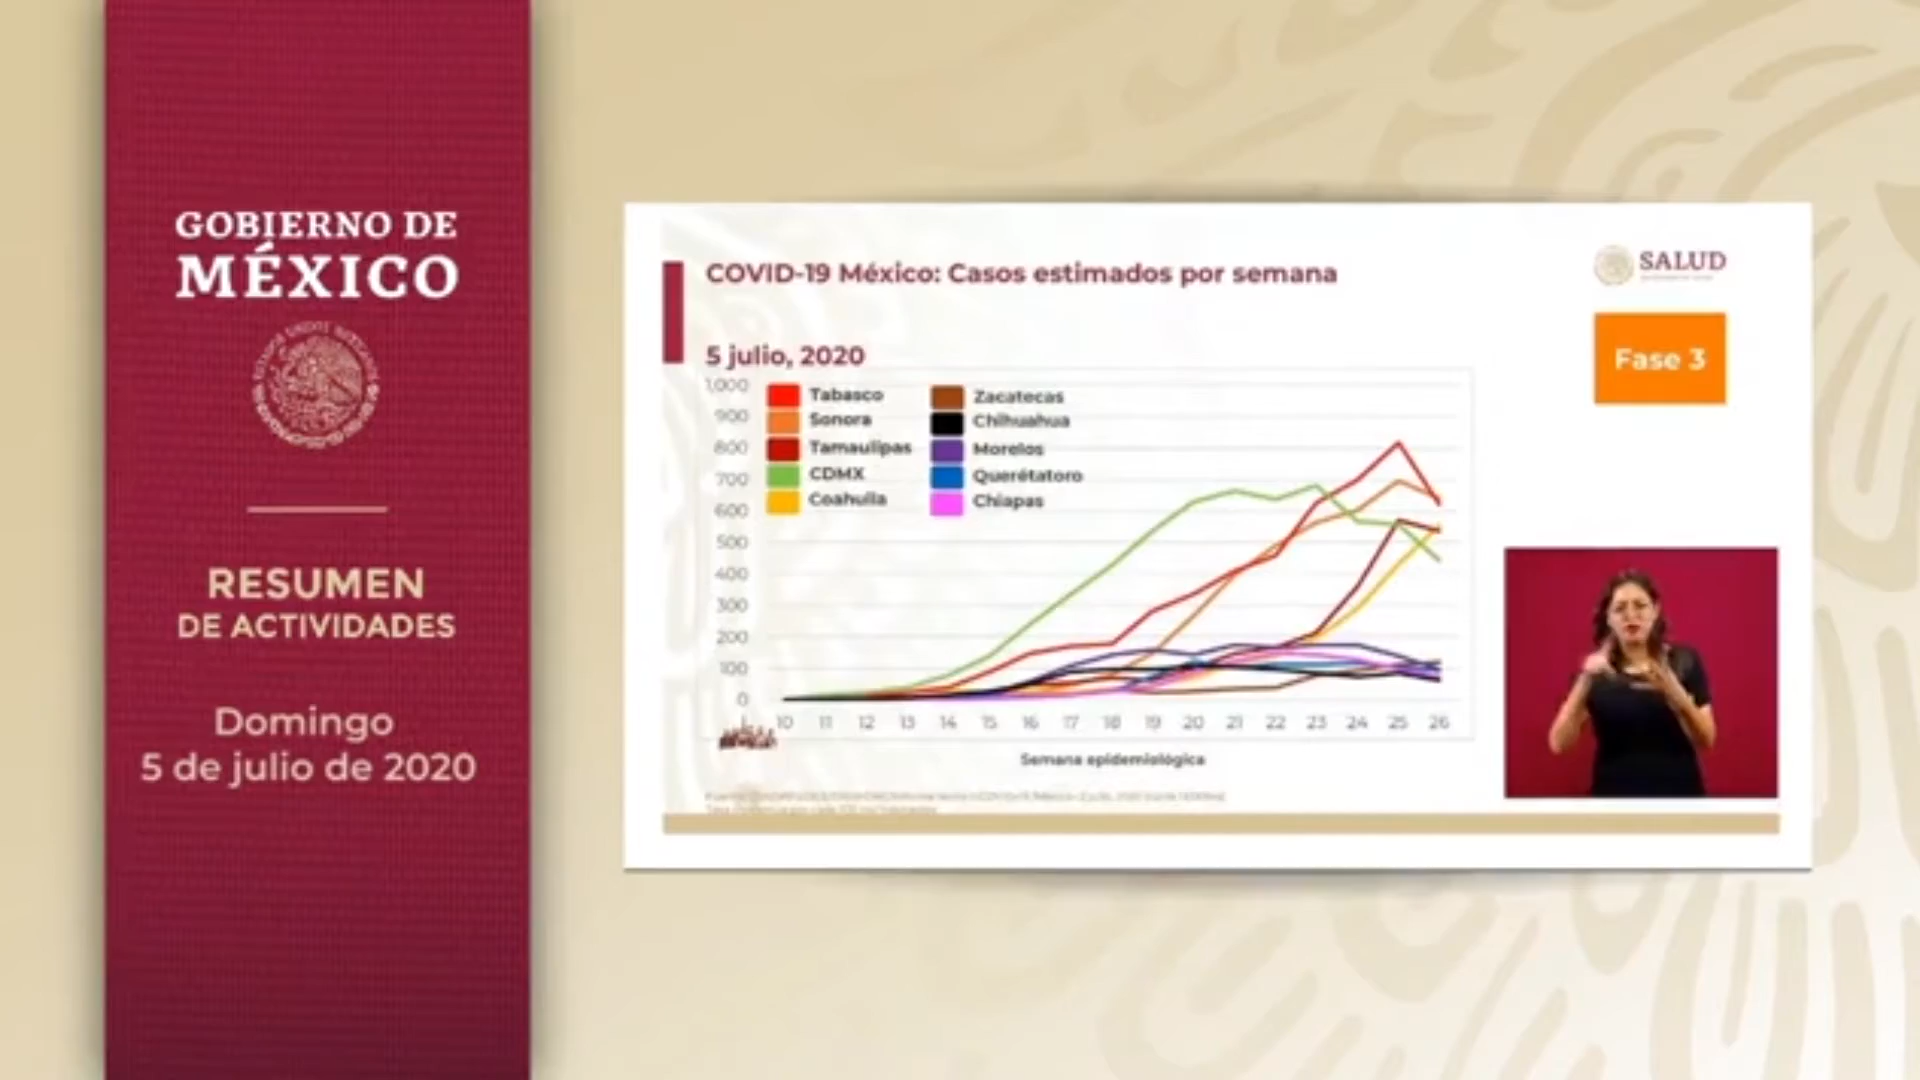 GOBIERNO DE
MÉXICO
ESTADOS UNIDOS MEXICANOS
RESUMEN
DE ACTIVIDADES
Domingo
5 de julio de 2020
COVID-19 México: Casos estimados por semana
5 julio, 2020
SALUD
Fase 3
1,000
900
800
700
600
500
400
300
200
100
0
Tabasco
Sonora
Tamaulipas
CDMX
Coahuila
Zacatecas
Chihuahua
Morelos
Querétatoro
Chiapas
10 11 12 13 14 15 16 17 18 19 20 21 22 23 24 25 26
Semana epidemiológica